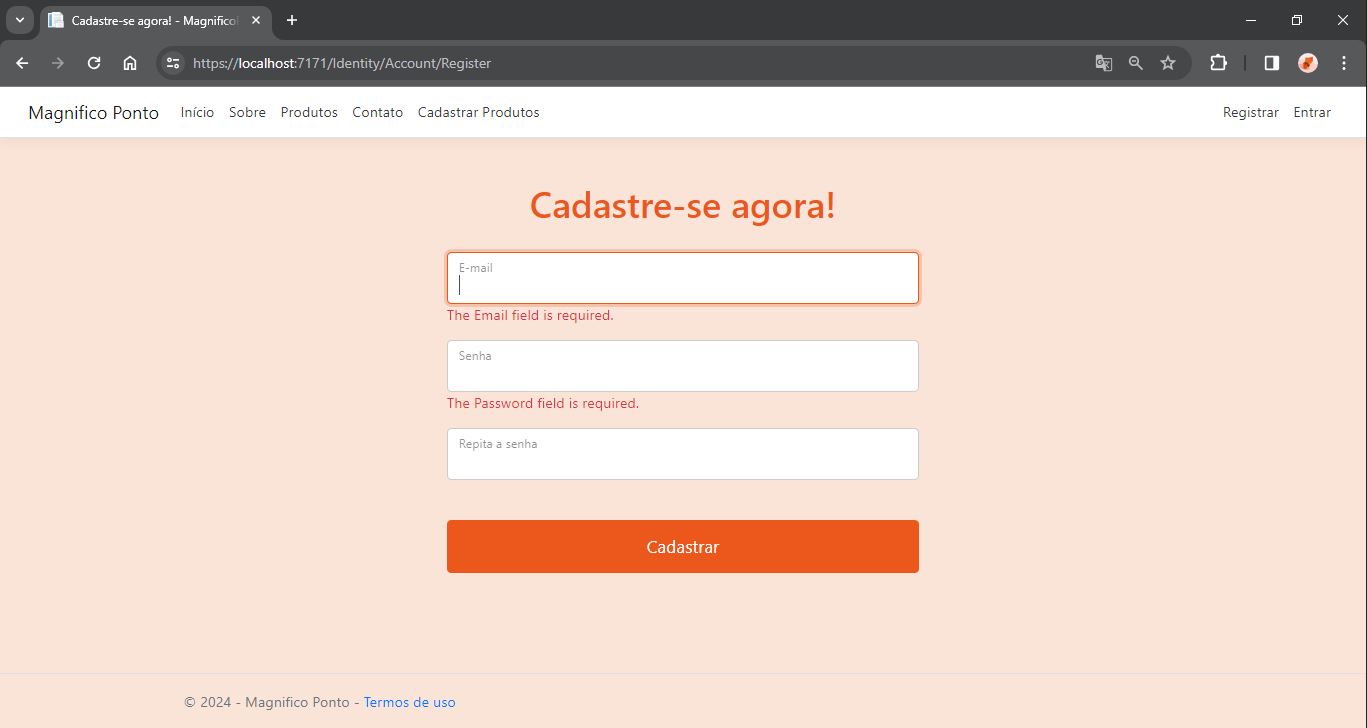 Cadastre-se agora! - Magnifico
https://localhost:7171/Identity/Account/Register
Magnifico Ponto Início Sobre Produtos Contato Cadastrar Produtos Registrar Entrar
Cadastre-se agora!
E-mail
The Email field is required.
Senha
The Password field is required.
Repita a senha
Cadastrar
© 2024 - Magnifico Ponto - Termos de uso